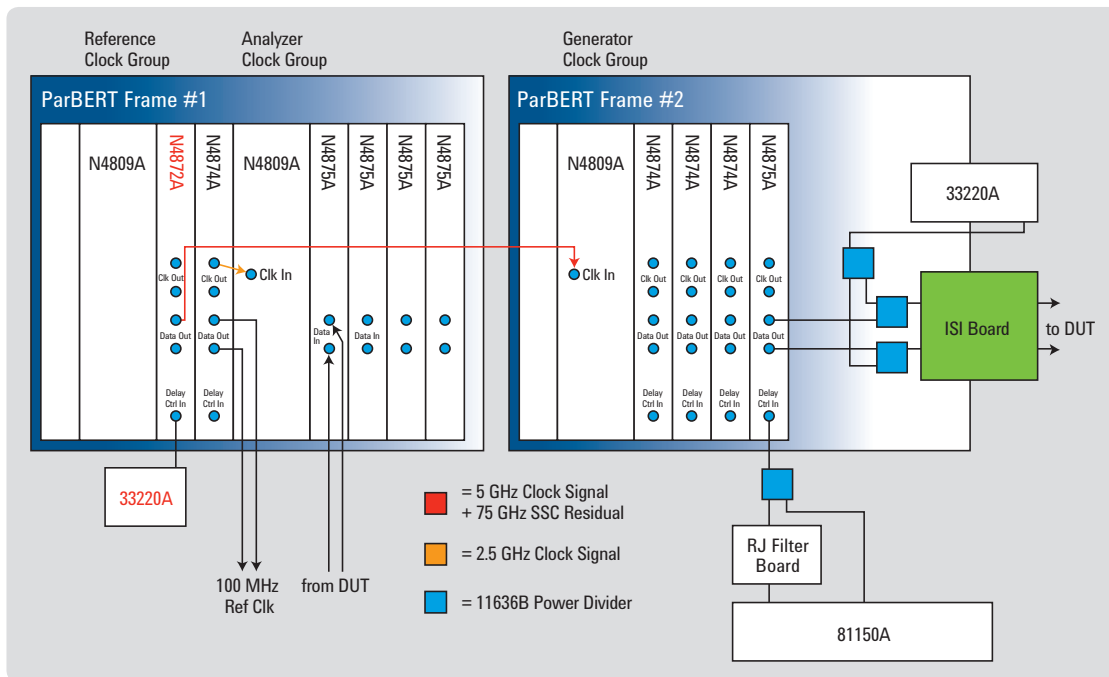 Reference
Clock Group
Analyzer
Clock Group
Generator
Clock Group
ParBERT Frame #1
N4809A
N4872A
N4874A
N4809A
N4875A
N4875A
N4875A
N4875A
Clk Out
Clk Out
Clk In
Data Out
Data Out
Data
In
Data In
Delay
Ctrl In
Delay
Ctrl In
33220A
100 MHz
Ref Clk
from DUT
ParBERT Frame #2
N4809A
N4874A
N4874A
N4874A
N4875A
Clk In
Clk Out
Clk Out
Clk Out
Clk Out
Data Out
Data Out
Data Out
Data Out
Delay
Ctrl In
Delay
Ctrl In
Delay
Ctrl In
Delay
Ctrl In
33220A
ISI Board
to DUT
= 5 GHz Clock Signal
+ 75 GHz SSC Residual
= 2.5 GHz Clock Signal
= 11636B Power Divider
RJ Filter
Board
81150A